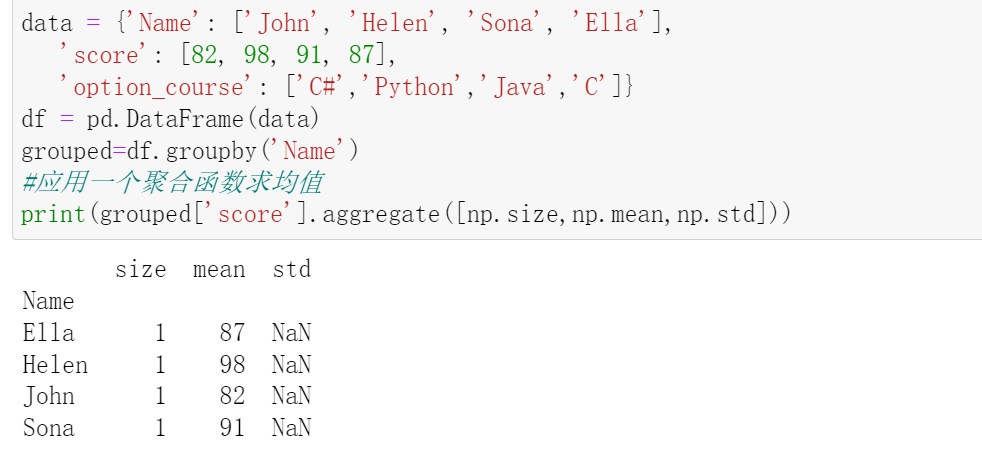 data = {'Name': ['John', 'Helen', 'Sona', 'Ella'],
   'score': [82, 98, 91, 87],
   'option_course': ['C#','Python','Java','C']}
df = pd.DataFrame(data)
grouped=df.groupby('Name')
#应用一个聚合函数求均值
print(grouped['score'].aggregate([np.size,np.mean,np.std]))
       size  mean  std
Name
Ella      1    87  NaN
Helen     1    98  NaN
John      1    82  NaN
Sona      1    91  NaN